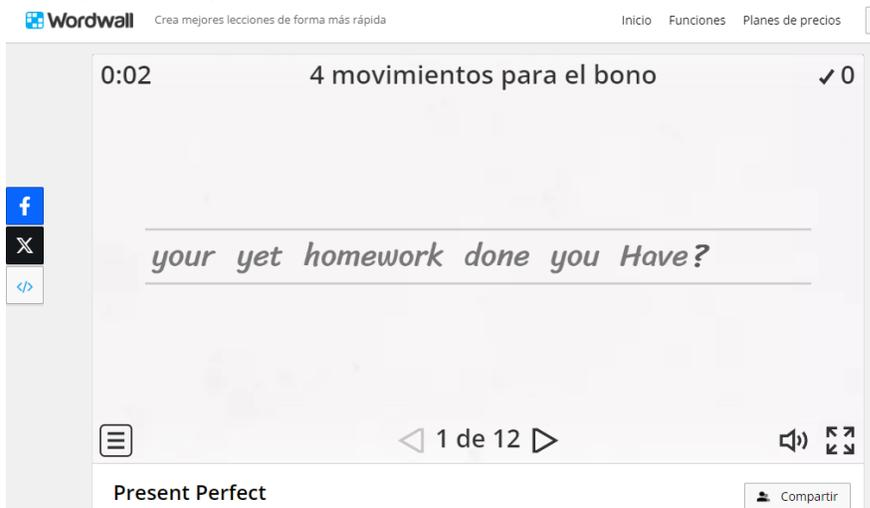 Wordwall Crea mejores lecciones de forma más rápida Inicio Funciones Planes de precios
0:02 4 movimientos para el bono ✓ 0
your yet homework done you Have?
1 de 12
Present Perfect
Compartir